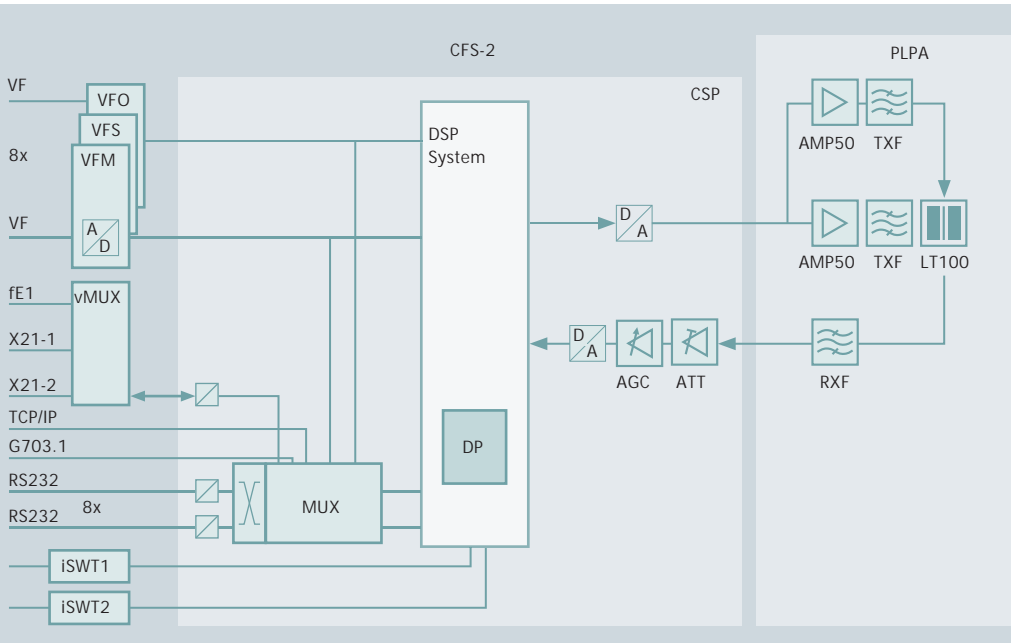 CFS-2
PLPA
CSP
VF
VFO
VFS
8x
VFM
VF
A
D
fE1
vMUX
X21-1
X21-2
TCP/IP
G703.1
RS232
8x
RS232
MUX
iSWT1
iSWT2
DSP
System
DP
D
A
D
A
AGC
ATT
AMP50
TXF
AMP50
TXF
LT100
RXF